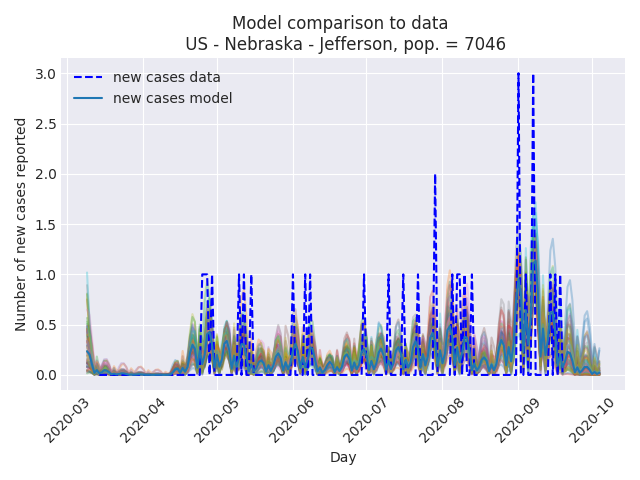 Model comparison to data
US - Nebraska - Jefferson, pop. = 7046
new cases data
new cases model
Number of new cases reported
3.0
2.5
2.0
1.5
1.0
0.5
0.0
2020-03
2020-04
2020-05
2020-06
2020-07
2020-08
2020-09
2020-10
Day